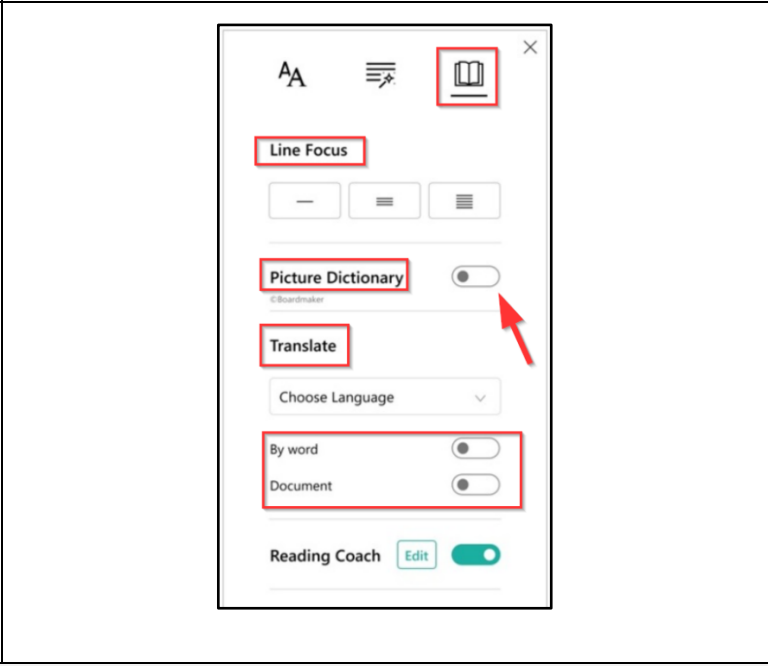 AA
Line Focus
Picture Dictionary
©Boardmaker
Translate
Choose Language
By word
Document
Reading Coach Edit